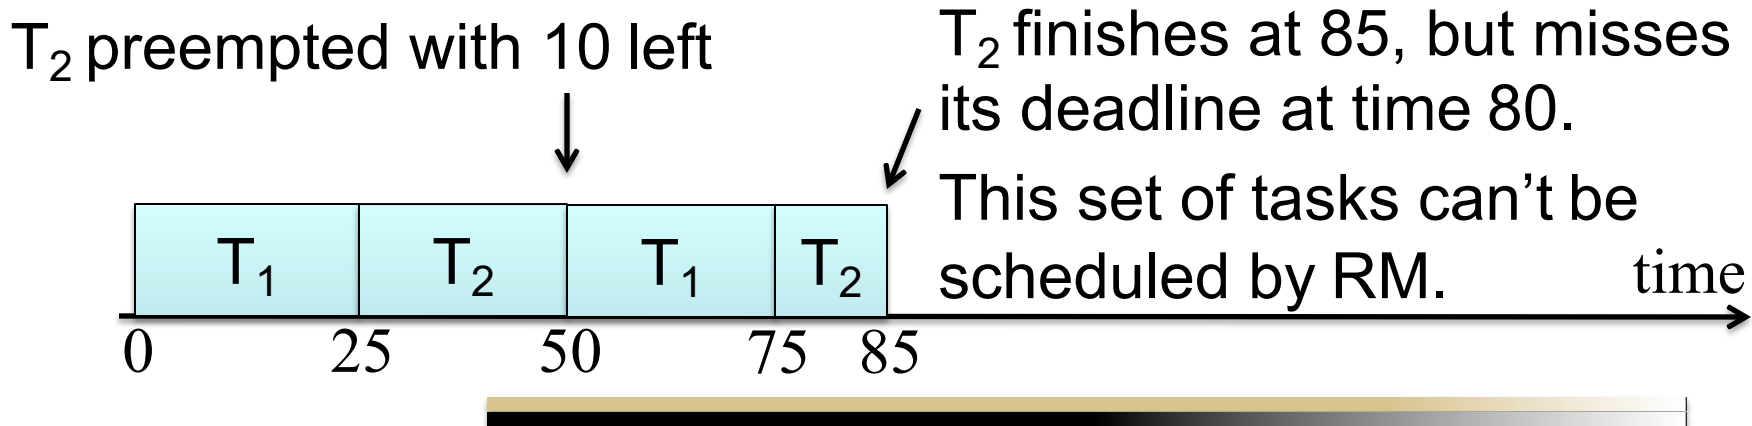 T₂ preempted with 10 left
T₂ finishes at 85, but misses
its deadline at time 80.
This set of tasks can’t be
scheduled by RM.
time
T₁ T₂ T₁ T₂
0 25 50 75 85